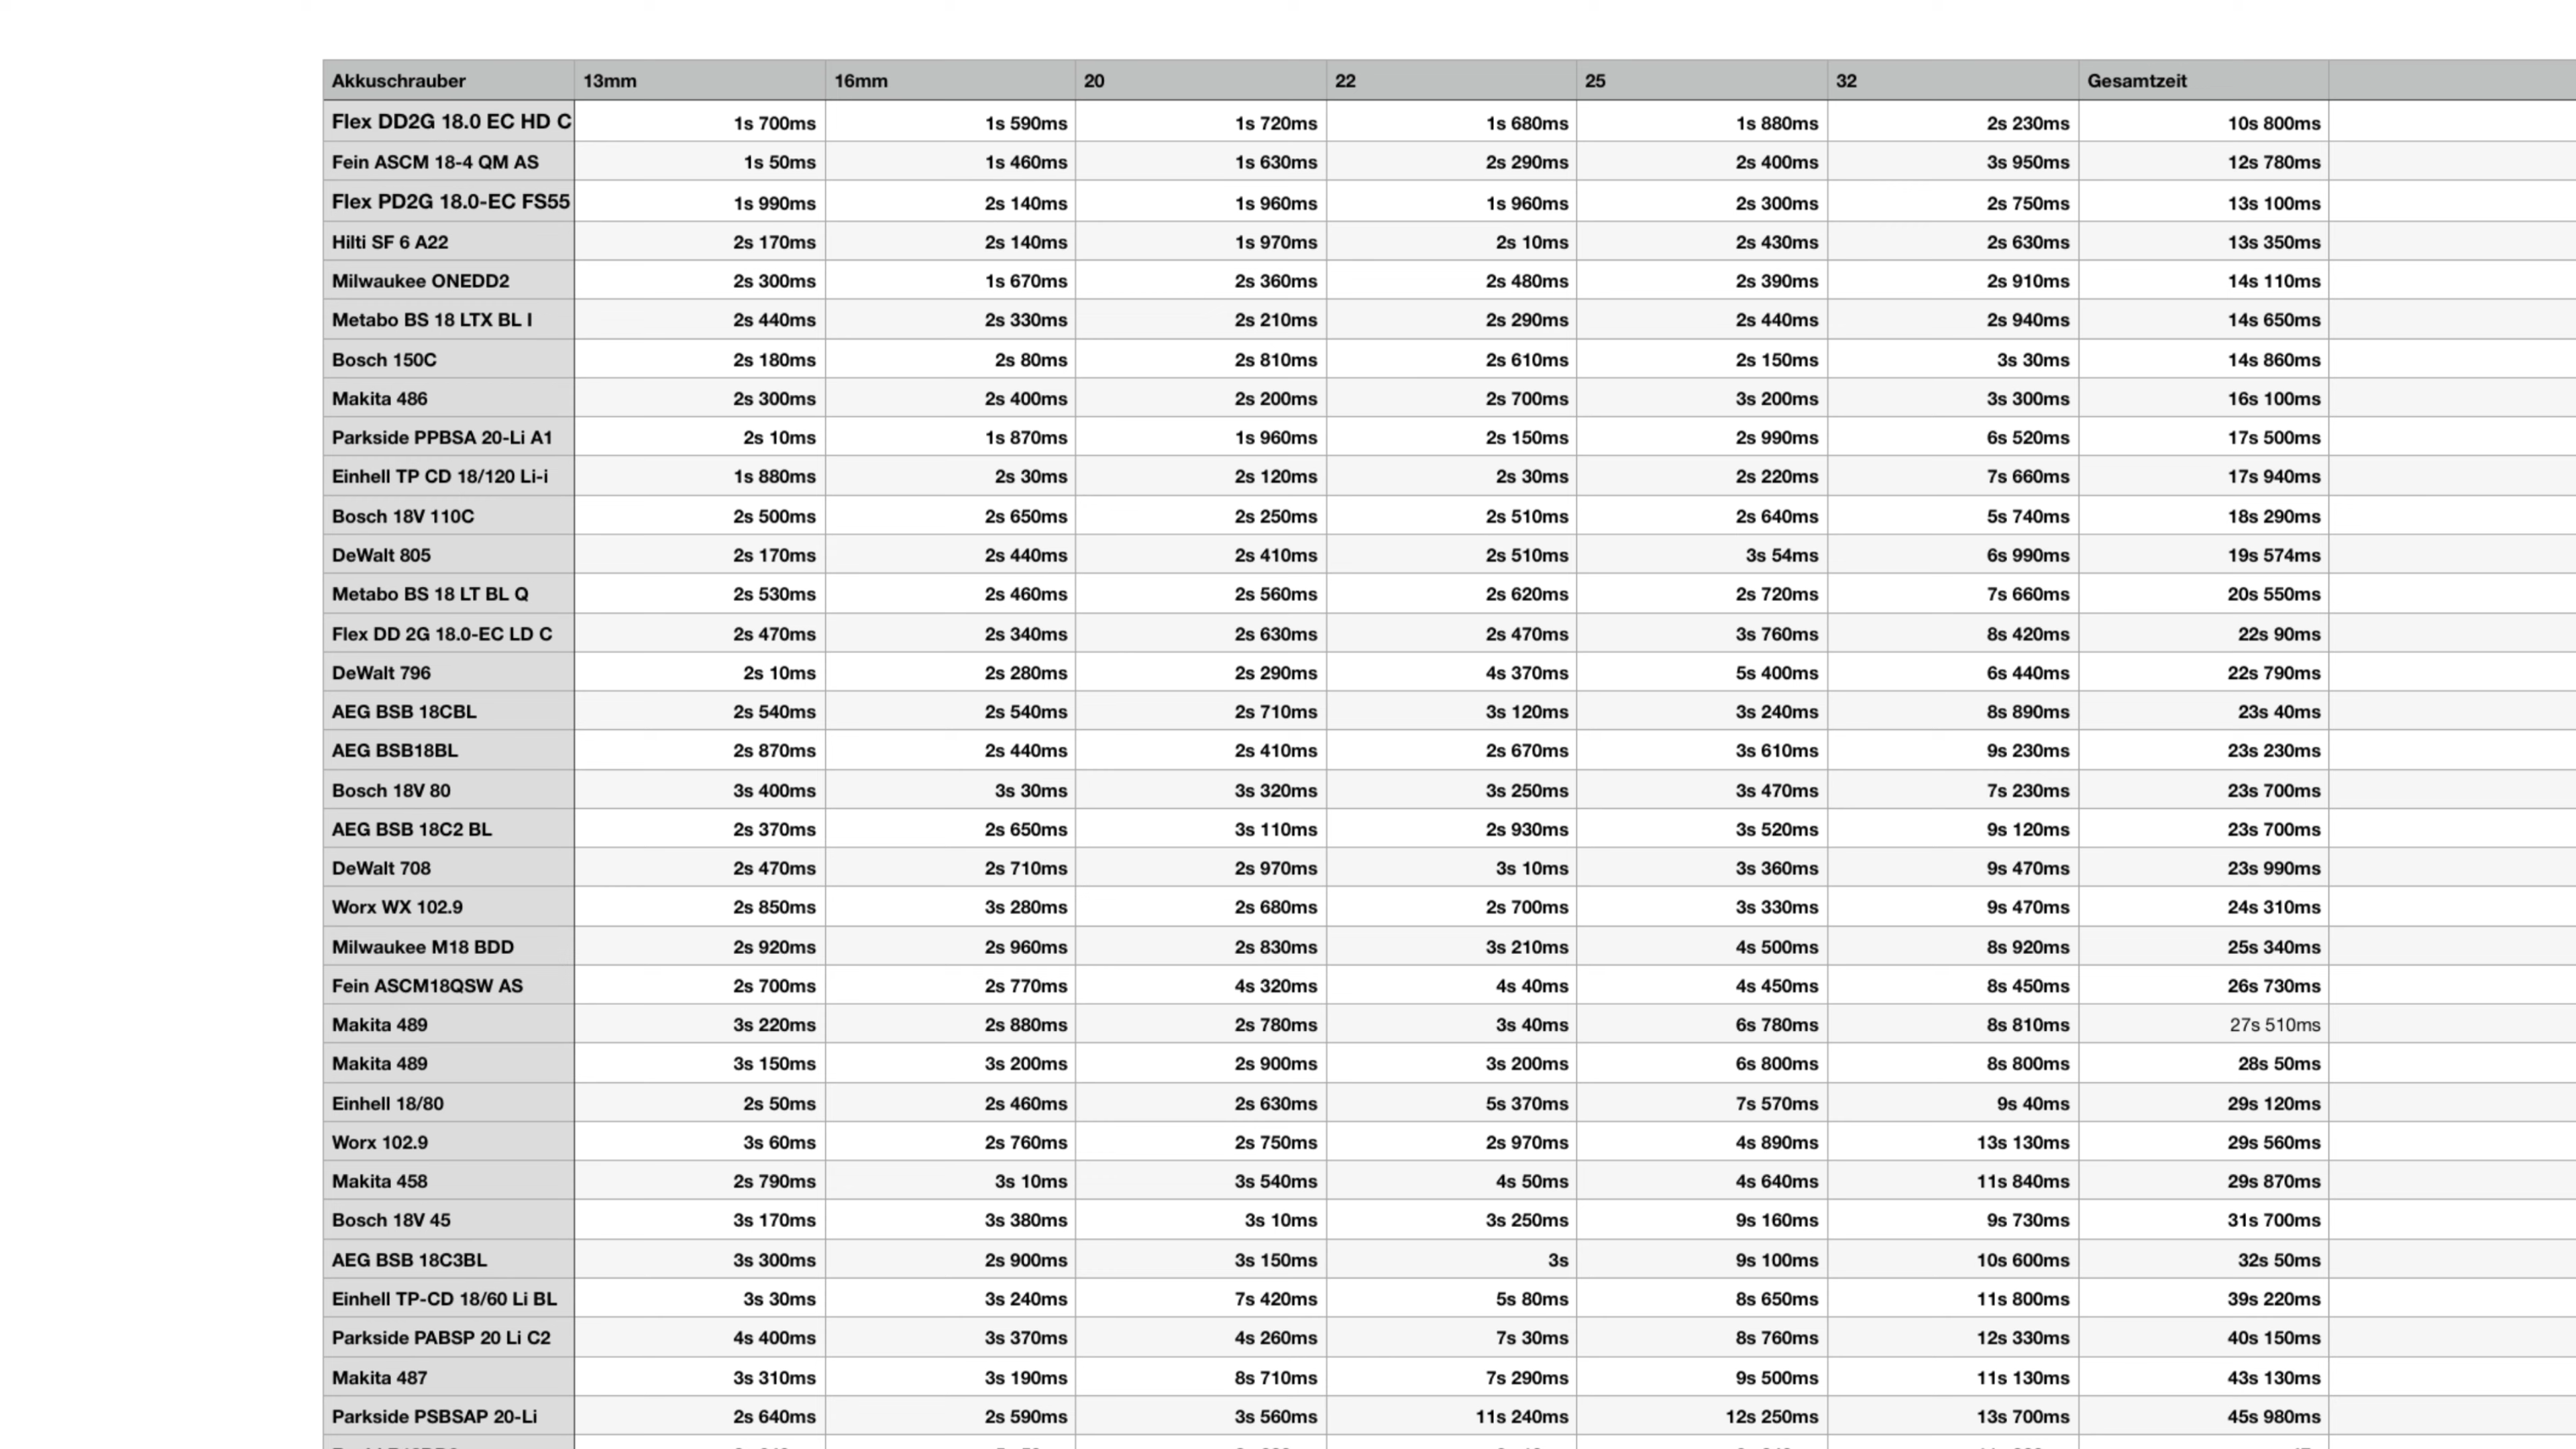 Akkuschrauber 13mm 16mm 20 22 25 32 Gesamtzeit
Flex DD2G 18.0 EC HD C 1s 700ms 1s 590ms 1s 720ms 1s 680ms 1s 880ms 2s 230ms 10s 800ms
Fein ASCM 18-4 QM AS 1s 50ms 1s 460ms 1s 630ms 2s 290ms 2s 400ms 3s 950ms 12s 780ms
Flex PD2G 18.0-EC FS55 1s 990ms 2s 140ms 1s 960ms 1s 960ms 2s 300ms 2s 750ms 13s 100ms
Hilti SF 6 A22 2s 170ms 2s 140ms 1s 970ms 2s 10ms 2s 430ms 2s 630ms 13s 350ms
Milwaukee ONEDD2 2s 300ms 1s 670ms 2s 360ms 2s 480ms 2s 390ms 2s 910ms 14s 110ms
Metabo BS 18 LTX BL I 2s 440ms 2s 330ms 2s 210ms 2s 290ms 2s 440ms 2s 940ms 14s 650ms
Bosch 150C 2s 180ms 2s 80ms 2s 810ms 2s 610ms 2s 150ms 3s 30ms 14s 860ms
Makita 486 2s 300ms 2s 400ms 2s 200ms 2s 700ms 3s 200ms 3s 300ms 16s 100ms
Parkside PPBSA 20-Li A1 2s 10ms 1s 870ms 1s 960ms 2s 150ms 2s 990ms 6s 520ms 17s 500ms
Einhell TP CD 18/120 Li-i 1s 880ms 2s 30ms 2s 120ms 2s 30ms 2s 220ms 7s 660ms 17s 940ms
Bosch 18V 110C 2s 500ms 2s 650ms 2s 250ms 2s 510ms 2s 640ms 5s 740ms 18s 290ms
DeWalt 805 2s 170ms 2s 440ms 2s 410ms 2s 510ms 3s 54ms 6s 990ms 19s 574ms
Metabo BS 18 LT BL Q 2s 530ms 2s 460ms 2s 560ms 2s 620ms 2s 720ms 7s 660ms 20s 550ms
Flex DD 2G 18.0-EC LD C 2s 470ms 2s 340ms 2s 630ms 2s 470ms 3s 760ms 8s 420ms 22s 90ms
DeWalt 796 2s 10ms 2s 280ms 2s 290ms 4s 370ms 5s 400ms 6s 440ms 22s 790ms
AEG BSB 18CBL 2s 540ms 2s 540ms 2s 710ms 3s 120ms 3s 240ms 8s 890ms 23s 40ms
AEG BSB18BL 2s 870ms 2s 440ms 2s 410ms 2s 670ms 3s 610ms 9s 230ms 23s 230ms
Bosch 18V 80 3s 400ms 3s 30ms 3s 320ms 3s 250ms 3s 470ms 7s 230ms 23s 700ms
AEG BSB 18C2 BL 2s 370ms 2s 650ms 3s 110ms 2s 930ms 3s 520ms 9s 120ms 23s 700ms
DeWalt 708 2s 470ms 2s 710ms 2s 970ms 3s 10ms 3s 360ms 9s 470ms 23s 990ms
Worx WX 102.9 2s 850ms 3s 280ms 2s 680ms 2s 700ms 3s 330ms 9s 470ms 24s 310ms
Milwaukee M18 BDD 2s 920ms 2s 960ms 2s 830ms 3s 210ms 4s 500ms 8s 920ms 25s 340ms
Fein ASCM18QSW AS 2s 700ms 2s 770ms 4s 320ms 4s 40ms 4s 450ms 8s 450ms 26s 730ms
Makita 489 3s 220ms 2s 880ms 2s 780ms 3s 40ms 6s 780ms 8s 810ms 27s 510ms
Makita 489 3s 150ms 3s 200ms 2s 900ms 3s 200ms 6s 800ms 8s 800ms 28s 50ms
Einhell 18/80 2s 50ms 2s 460ms 2s 630ms 5s 370ms 7s 570ms 9s 40ms 29s 120ms
Worx 102.9 3s 60ms 2s 760ms 2s 750ms 2s 970ms 4s 890ms 13s 130ms 29s 560ms
Makita 458 2s 790ms 3s 10ms 3s 540ms 4s 50ms 4s 640ms 11s 840ms 29s 870ms
Bosch 18V 45 3s 170ms 3s 380ms 3s 10ms 3s 250ms 9s 160ms 9s 730ms 31s 700ms
AEG BSB 18C3BL 3s 300ms 2s 900ms 3s 150ms 3s 9s 100ms 10s 600ms 32s 50ms
Einhell TP-CD 18/60 Li BL 3s 30ms 3s 240ms 7s 420ms 5s 80ms 8s 650ms 11s 800ms 39s 220ms
Parkside PABSP 20 Li C2 4s 400ms 3s 370ms 4s 260ms 7s 30ms 8s 760ms 12s 330ms 40s 150ms
Makita 487 3s 310ms 3s 190ms 8s 710ms 7s 290ms 9s 500ms 11s 130ms 43s 130ms
Parkside PSBSAP 20-Li 2s 640ms 2s 590ms 3s 560ms 11s 240ms 12s 250ms 13s 700ms 45s 980ms